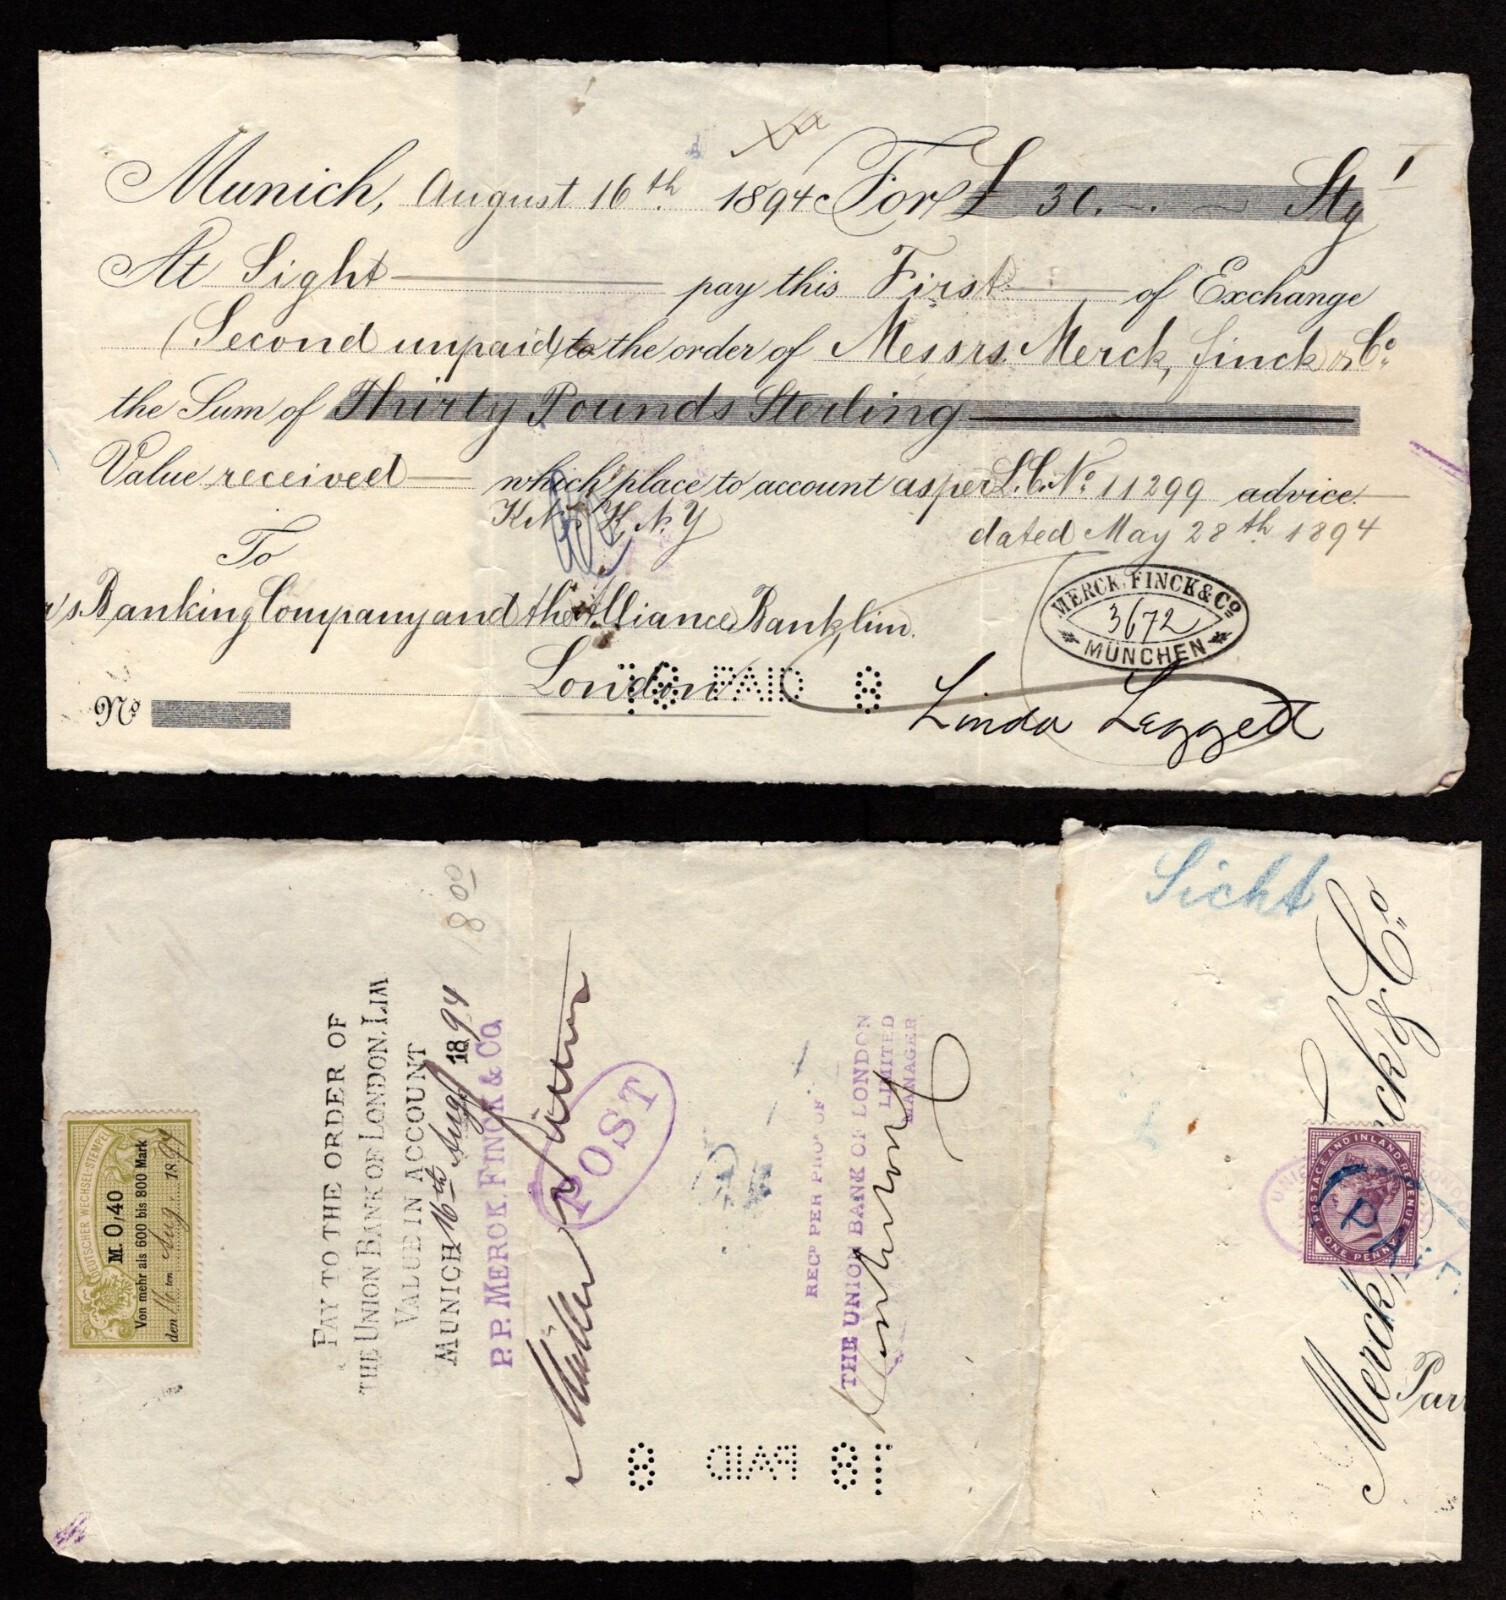 Munich, August 16th 1894 For £ 30.-.- Stg
At Sight pay this First of Exchange
(Second unpaid) to the order of Messrs. Merck, Finck & Co.
the Sum of Thirty Pounds Sterling
Value received which place to account as per L.C. No. 11299 advice.
K. N. & K. N. Y. dated May 28th 1894
To
's Banking Company and the Alliance Bank, lim.
London
MERCK, FINCK & Co
3672
MÜNCHEN
PAID 8
No
Linda Leggett
Sicht
DEUTSCHER WECHSEL-STEMPEL
M. 0,40
Von mehr als 600 bis 800 Mark
den 16ten Aug. 1894
1800
PAY TO THE ORDER OF
THE UNION BANK OF LONDON. LIM
VALUE IN ACCOUNT
MUNICH 16th Aug 1894
P.P. MERCK, FINCK & Co.
POST
RECD PER PRO OF
THE UNION BANK OF LONDON
LIMITED
MANAGER
8 PAID 81
Merck, Finck & Co.
Par
POSTAGE AND INLAND REVENUE
ONE PENNY